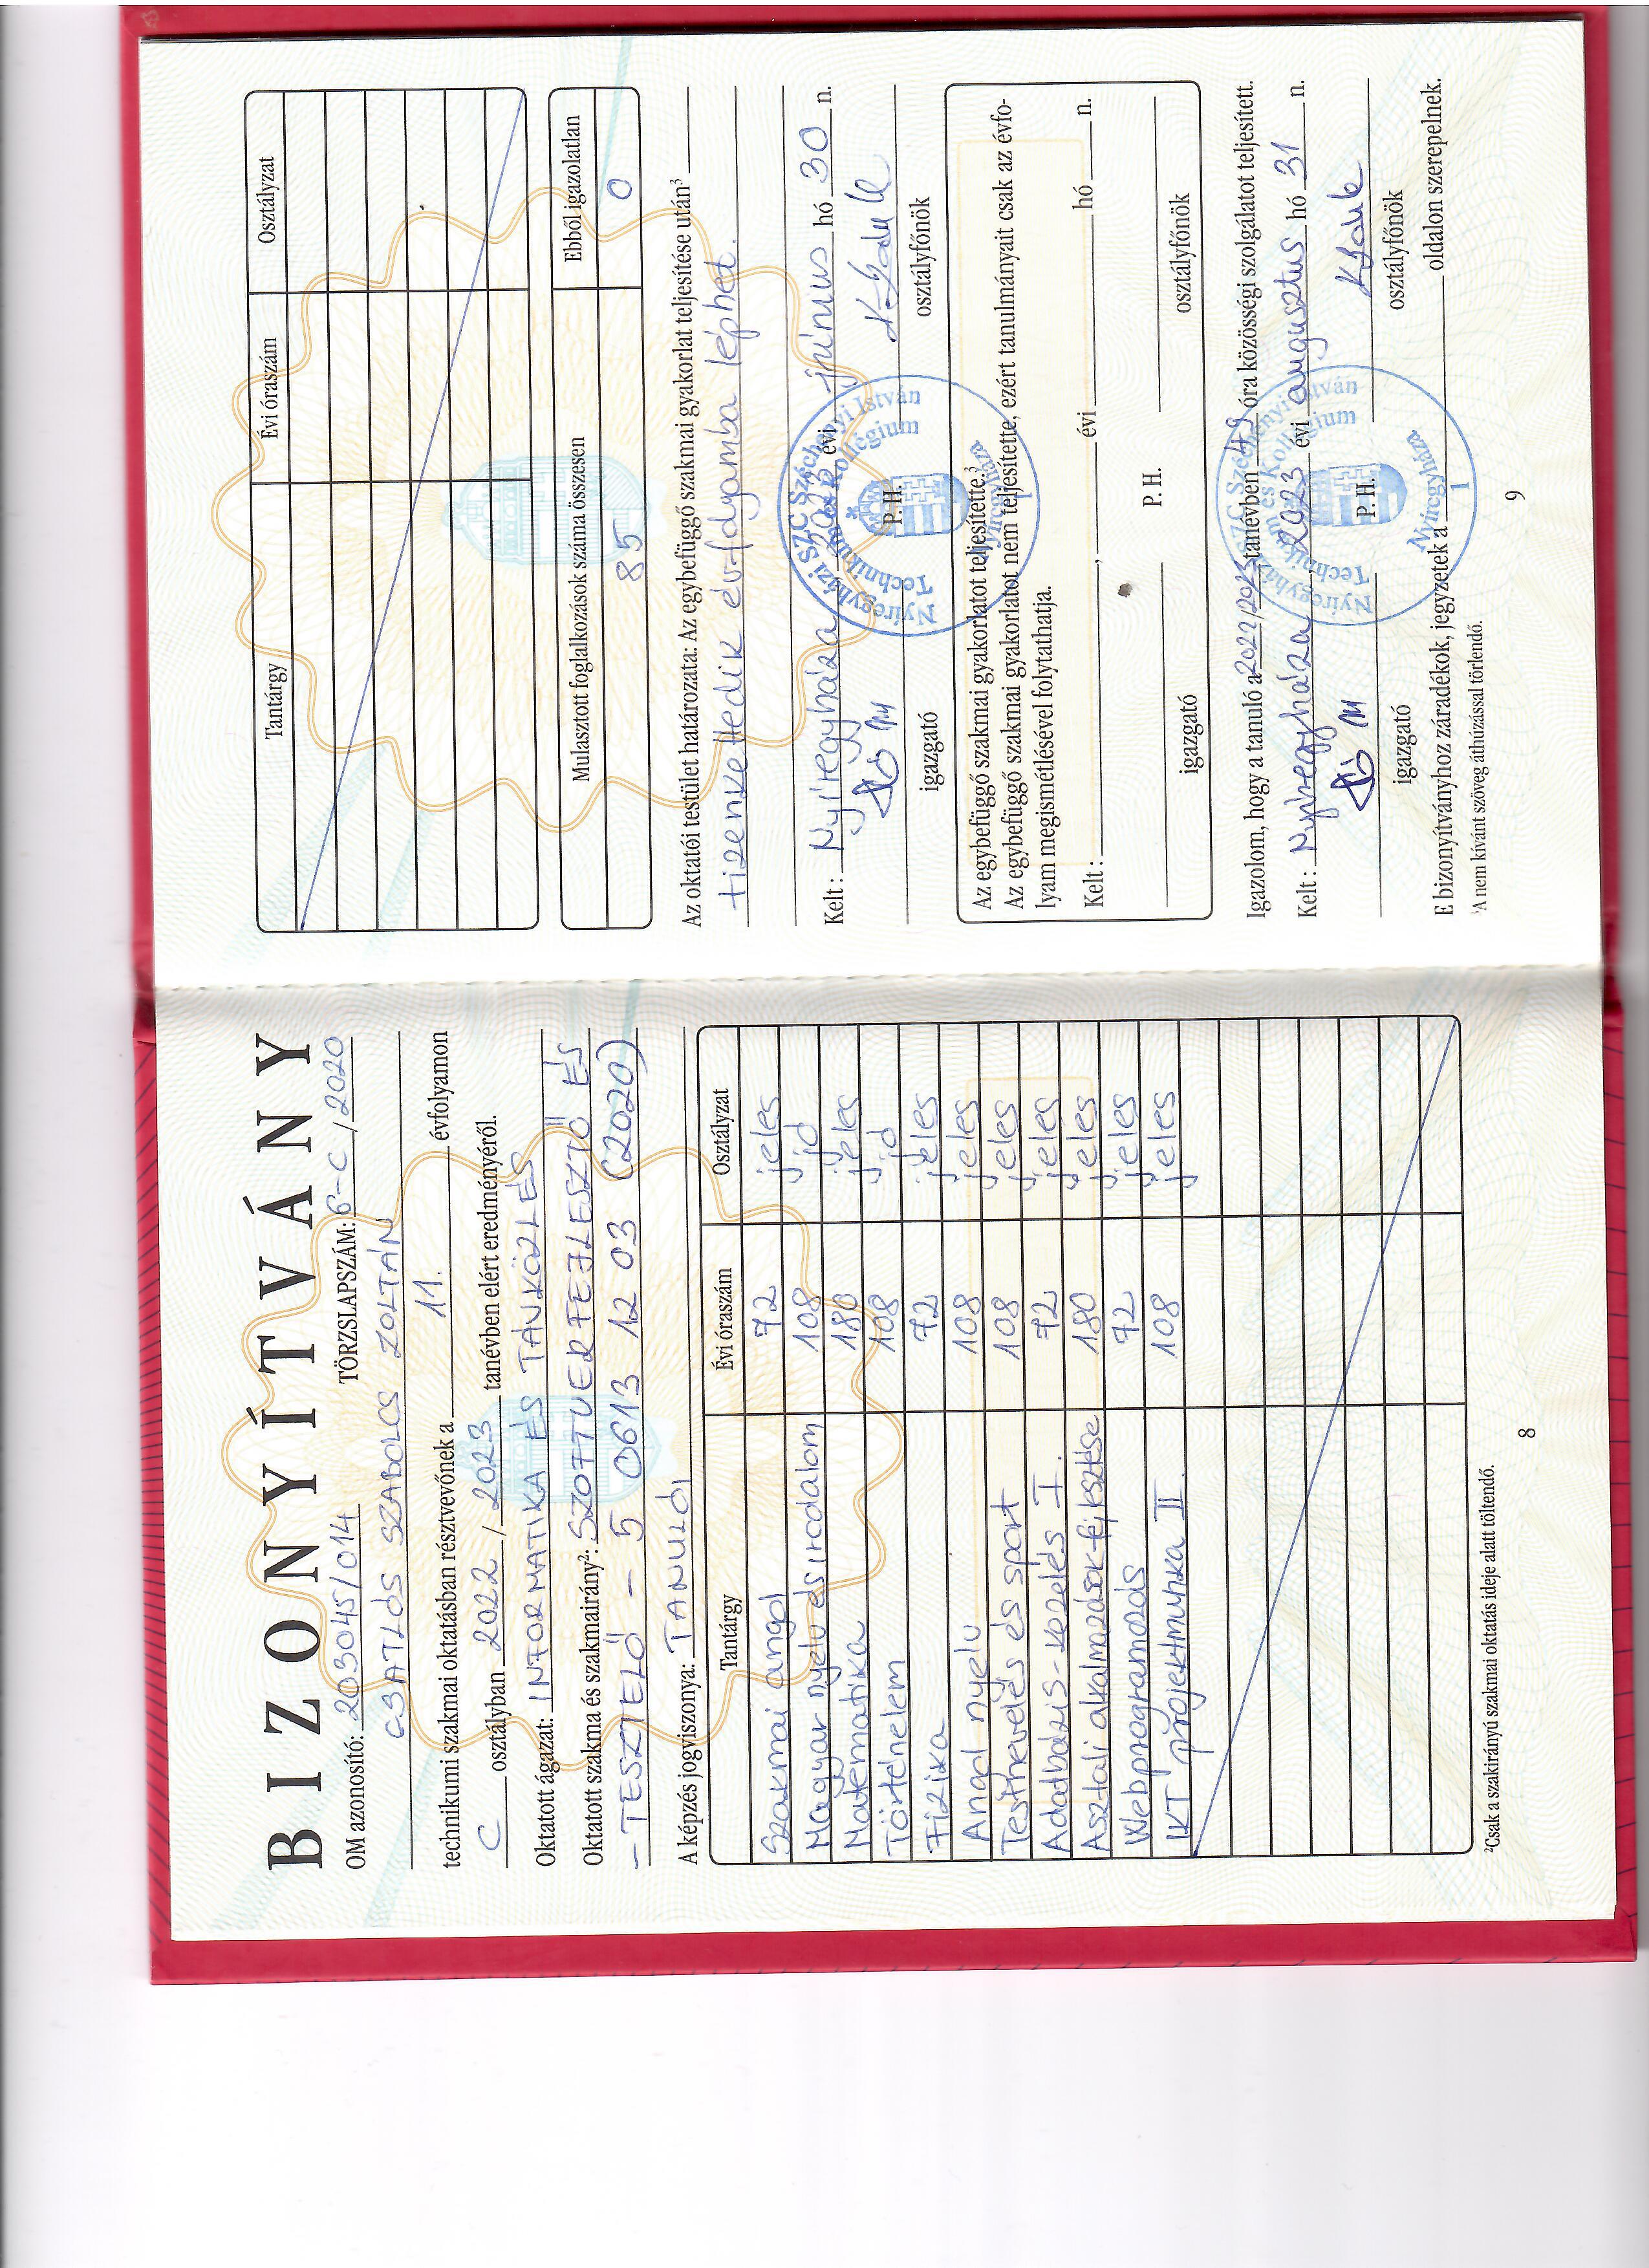 BIZONYÍTVÁNY
OM azonosító: 203045/014 TÖRZSLAPSZÁM: 6-C/2020
CSATLÓS SZABOLCS ZOLTÁN
technikumi szakmai oktatásban résztvevőnek a 11. évfolyamon
C osztályban 2022 / 2023 tanévben elért eredményéről.
Oktatott ágazat: INFORMATIKA ÉS TÁVKÖZLÉS
Oktatott szakma és szakmairány²: SZOFTVERFEJLESZTŐ ÉS
- TESZTELŐ - 5 0613 12 03 (2020)
A képzés jogviszonya: TANULÓI
Tantárgy Évi óraszám Osztályzat
Szakmai angol 72 jeles
Magyar nyelv és irodalom 108 jó
Matematika 180 jeles
Történelem 108 jó
Fizika 72 jeles
Angol nyelv 108 jeles
Testnevelés és sport 108 jeles
Adatbázis-kezelés I. 72 jeles
Asztali alkalmazások fejlesztése 180 jeles
Webprogramozás 72 jeles
IKT projektmunka II. 108 jeles
²Csak a szakirányú szakmai oktatás ideje alatt töltendő.
8
Tantárgy Évi óraszám Osztályzat
Mulasztott foglalkozások száma összesen Ebből igazolatlan
85 0
Az oktatói testület határozata: Az egybefüggő szakmai gyakorlat teljesítése után³
tizenkettedik évfolyamba léphet.
Kelt: Nyíregyháza, évi június hó 30 n.
P. H.
igazgató osztályfőnök
Nyíregyházi SZC Széchenyi István
Technikum és Kollégium
Nyíregyháza
1
Az egybefüggő szakmai gyakorlatot teljesítette.³
Az egybefüggő szakmai gyakorlatot nem teljesítette, ezért tanulmányait csak az évfo-
lyam megismétlésével folytathatja.
Kelt: , évi hó n.
P. H.
igazgató osztályfőnök
Igazolom, hogy a tanuló a 2022/2023 tanévben 49 óra közösségi szolgálatot teljesített.
Kelt: Nyíregyháza, 2023 évi augusztus hó 31 n.
P. H.
igazgató osztályfőnök
Nyíregyházi SZC Széchenyi István
Technikum és Kollégium
Nyíregyháza
1
E bizonyítványhoz záradékok, jegyzetek a oldalon szerepelnek.
³A nem kívánt szöveg áthúzással törlendő.
9